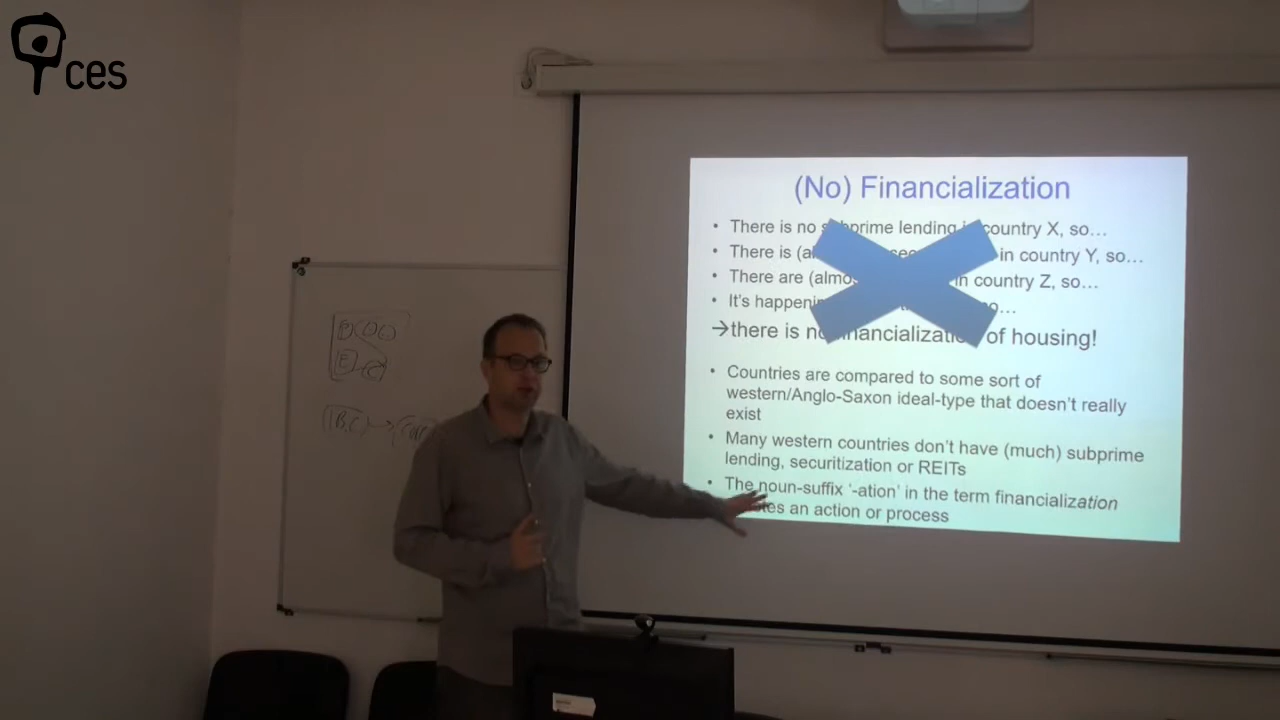 ces
(No) Financialization
• There is no subprime lending in country X, so…
• There is in country Y, so…
• There are in country Z, so…
• It's
→there is no financialization of housing!
• Countries are compared to some sort of
western/Anglo-Saxon ideal-type that doesn't really
exist
• Many western countries don't have (much) subprime
lending, securitization or REITs
• The noun-suffix '-ation' in the term financialization
an action or process